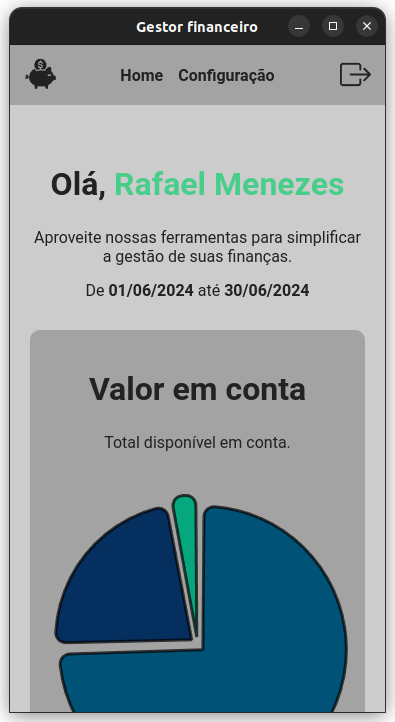 Gestor financeiro
Home Configuração
Olá, Rafael Menezes
Aproveite nossas ferramentas para simplificar
a gestão de suas finanças.
De 01/06/2024 até 30/06/2024
Valor em conta
Total disponível em conta.